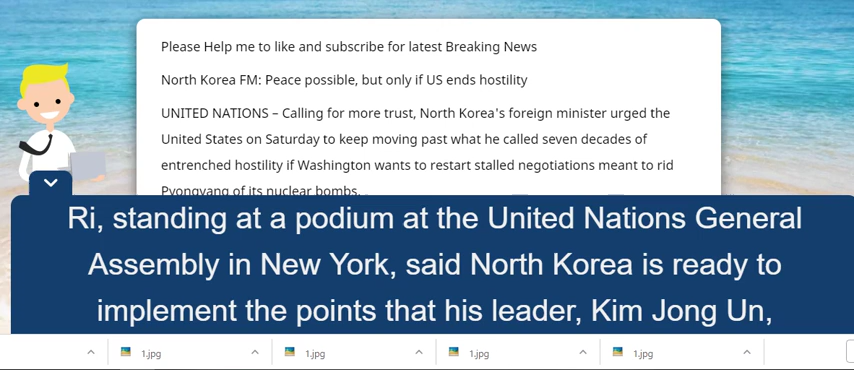 Please Help me to like and subscribe for latest Breaking News
North Korea FM: Peace possible, but only if US ends hostility
UNITED NATIONS – Calling for more trust, North Korea's foreign minister urged the
United States on Saturday to keep moving past what he called seven decades of
entrenched hostility if Washington wants to restart stalled negotiations meant to rid
Pyongyang of its nuclear bombs.
Ri, standing at a podium at the United Nations General
Assembly in New York, said North Korea is ready to
implement the points that his leader, Kim Jong Un,
1.jpg
1.jpg
1.jpg
1.jpg